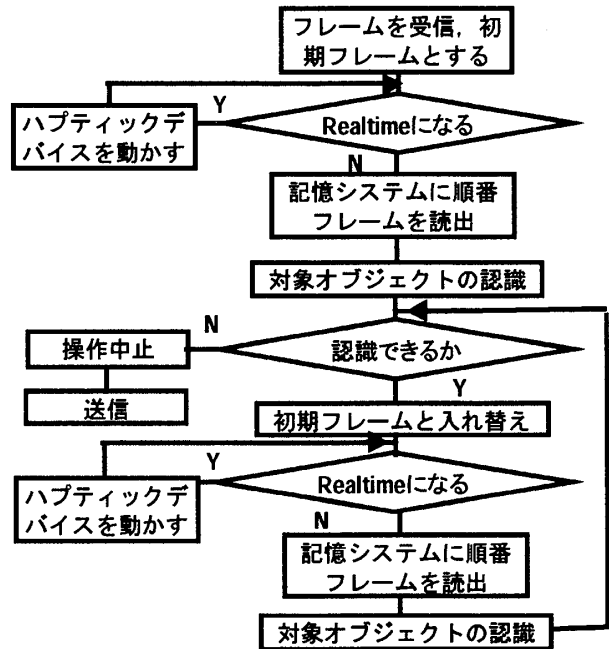 フレームを受信，初
期フレームとする
Y
ハプティックデ
バイスを動かす
Realtimeになる
N
記憶システムに順番
フレームを読出
対象オブジェクトの認識
N
操作中止
認識できるか
送信
Y
初期フレームと入れ替え
Y
ハプティックデ
バイスを動かす
Realtimeになる
N
記憶システムに順番
フレームを読出
対象オブジェクトの認識